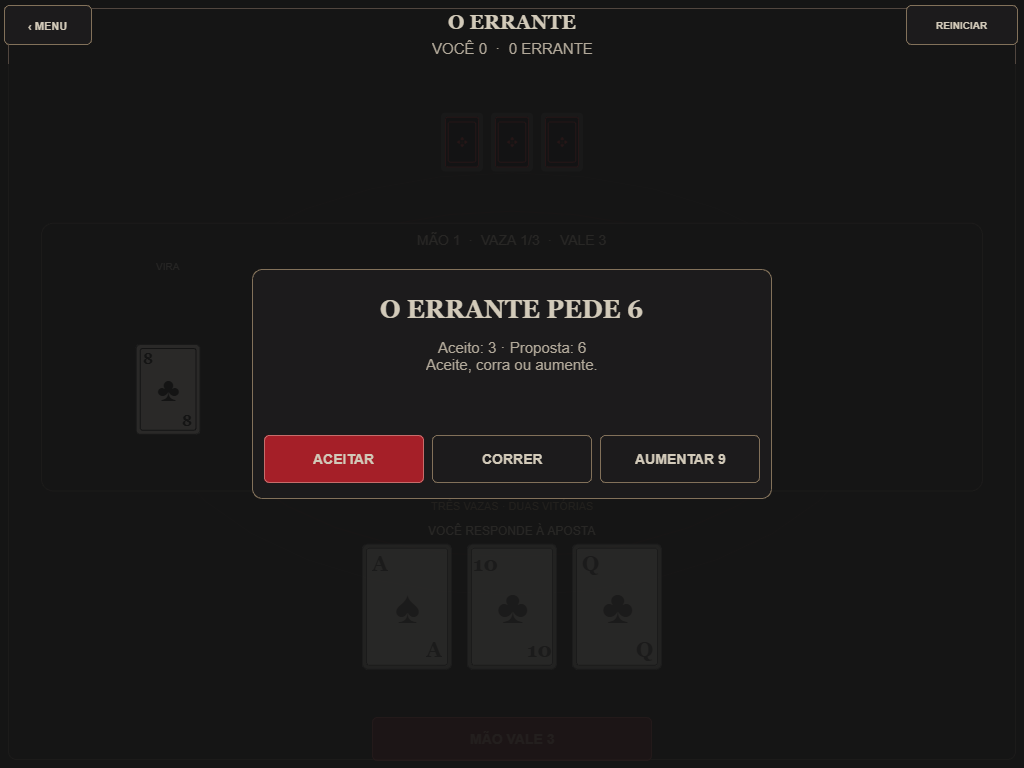 ‹ MENU
O ERRANTE
REINICIAR
VOCÊ 0 · 0 ERRANTE
MÃO 1 · VAZA 1/3 · VALE 3
VIRA
8
8
O ERRANTE PEDE 6
Aceito: 3 · Proposta: 6
Aceite, corra ou aumente.
ACEITAR
CORRER
AUMENTAR 9
TRÊS VAZAS · DUAS VITÓRIAS
VOCÊ RESPONDE À APOSTA
A
10
Q
A
10
Q
MÃO VALE 3